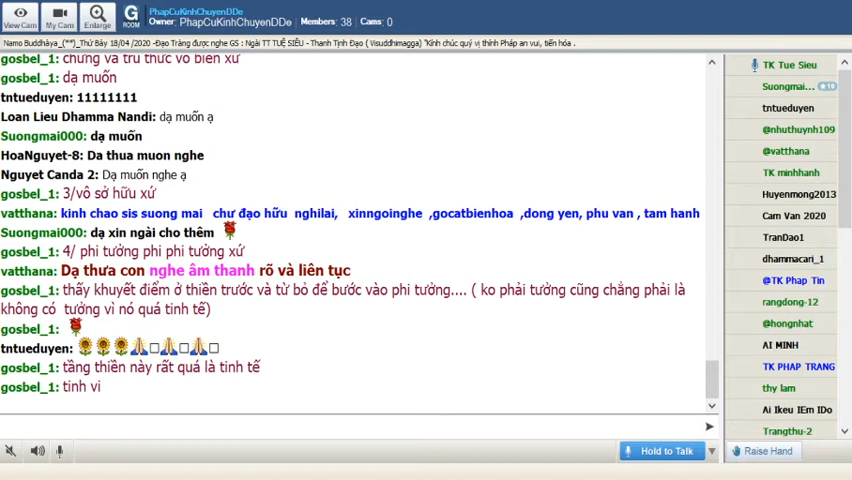 View Cam
My Cam
Enlarge
G ROOM
PhapCuKinhChuyenDDe
Owner: PhapCuKinhChuyenDDe Members: 38 Cams: 0
Namo Buddhàya_(**)_Thứ Bảy 18/04 /2020 -Đạo Tràng được nghe GS : Ngài TT TUỆ SIÊU - Thanh Tịnh Đạo ( Visuddhimagga) "Kính chúc quý vị thính Pháp an vui, tiến hóa .
gosbel_1: chứng và trú thức vô biên xứ
gosbel_1: dạ muốn
tntueduyen: 11111111
Loan Lieu Dhamma Nandi: dạ muốn ạ
Suongmai000: dạ muốn
HoaNguyet-8: Da thua muon nghe
Nguyet Canda 2: Dạ muốn nghe ạ
gosbel_1: 3/vô sở hữu xứ
vatthana: kinh chao sis suong mai chư đạo hữu nghilai, xinngoinghe ,gocatbienhoa ,dong yen, phu van , tam hanh
Suongmai000: dạ xin ngài cho thêm
gosbel_1: 4/ phi tưởng phi phi tưởng xứ
vatthana: Dạ thưa con nghe âm thanh rõ và liên tục
gosbel_1: thấy khuyết điểm ở thiền trước và từ bỏ để bước vào phi tưởng.... ( ko phải tưởng cũng chẳng phải là
không có tưởng vì nó quá tinh tế)
gosbel_1:
tntueduyen:
gosbel_1: tầng thiền này rất quá là tinh tế
gosbel_1: tinh vi
Hold to Talk
TK Tue Sieu
Suongmai... +10
tntueduyen
@nhuthuynh109
@vatthana
TK minhhanh
Huyenmong2013
Cam Van 2020
TranDao1
dhammacari_1
@TK Phap Tin
rangdong-12
@hongnhat
AI MINH
TK PHAP TRANG
thy lam
Ai Ikeu IEm IDo
Trangthu-2
Raise Hand